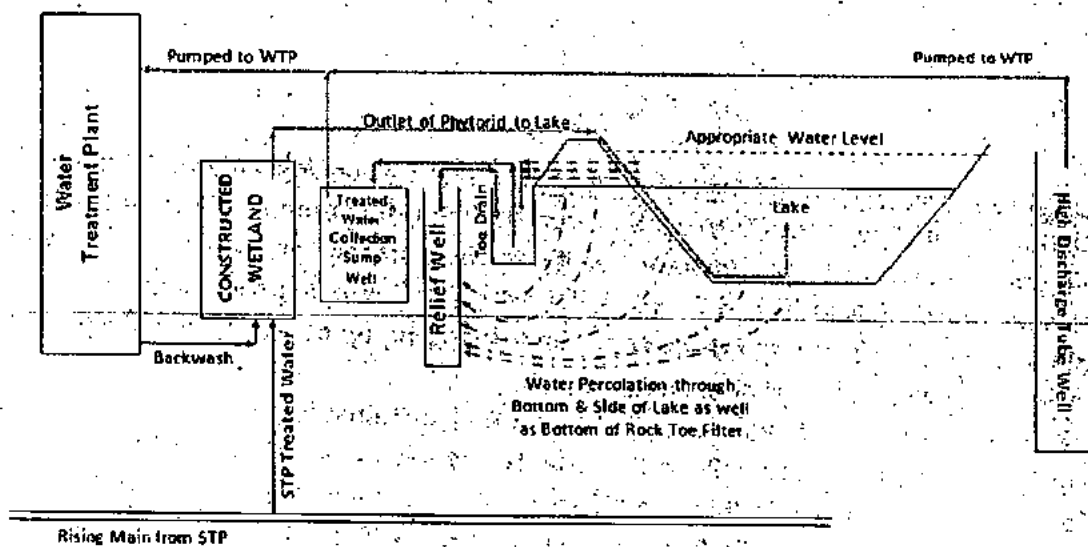 Pumped to WTP
Pumped to WTP
Water
Treatment Plant
Outlet of Phytorid to Lake
Appropriate Water Level
CONSTRUCTED
WETLAND
Treated
Water
Collection
Sump
Well
Relief Well
Toe Drain
Lake
High Discharge Tube Well
Backwash
STP Treated Water
Water Percolation through
Bottom & Side of Lake as well
as Bottom of Rock Toe Filter
Rising Main from STP